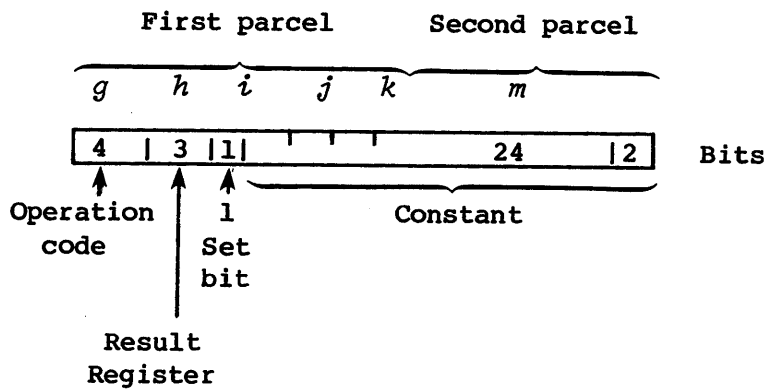 First parcel Second parcel
g h i j k m
4 | 3 |1| 24 |2 Bits
Operation 1 Constant
code Set
bit
Result
Register